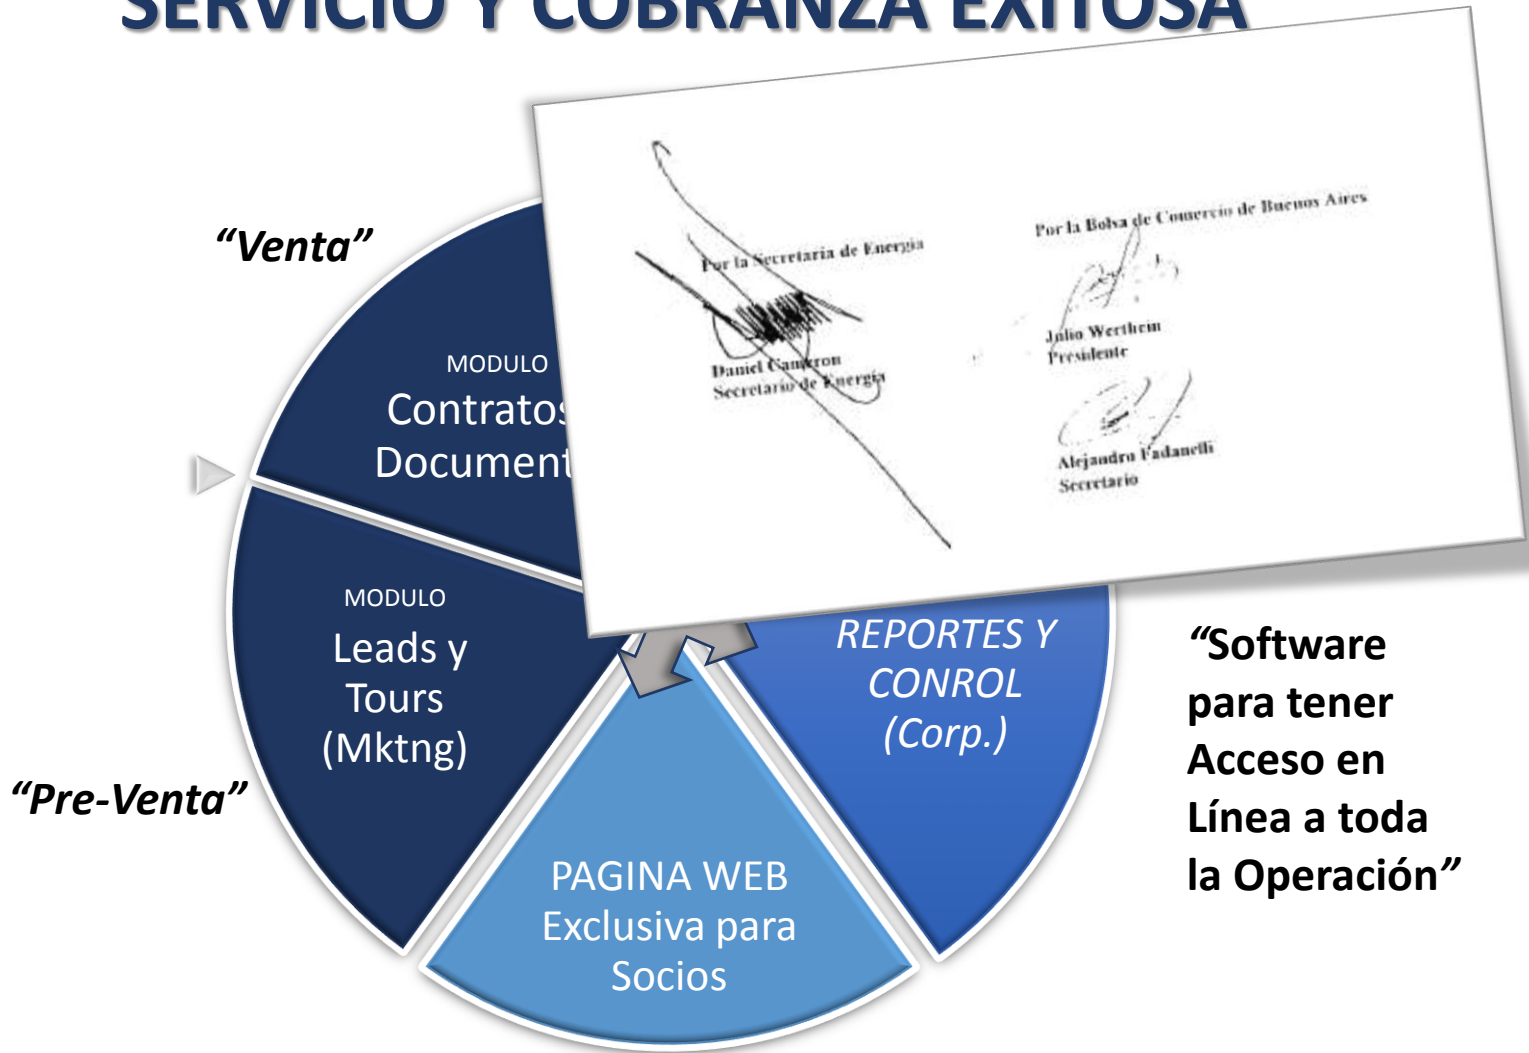 SERVICIO Y COBRANZA EXITOSA
“Venta”
MODULO
Contratos
Document
MODULO
Leads y
Tours
(Mktng)
“Pre-Venta”
PAGINA WEB
Exclusiva para
Socios
REPORTES Y
CONROL
(Corp.)
“Software
para tener
Acceso en
Línea a toda
la Operación”
Por la Secretaria de Energia
Daniel Cameron
Secretario de Energia
Por la Bolsa de Comercio de Buenos Aires
Julio Werthein
Presidente
Alejandro Fadanelli
Secretario